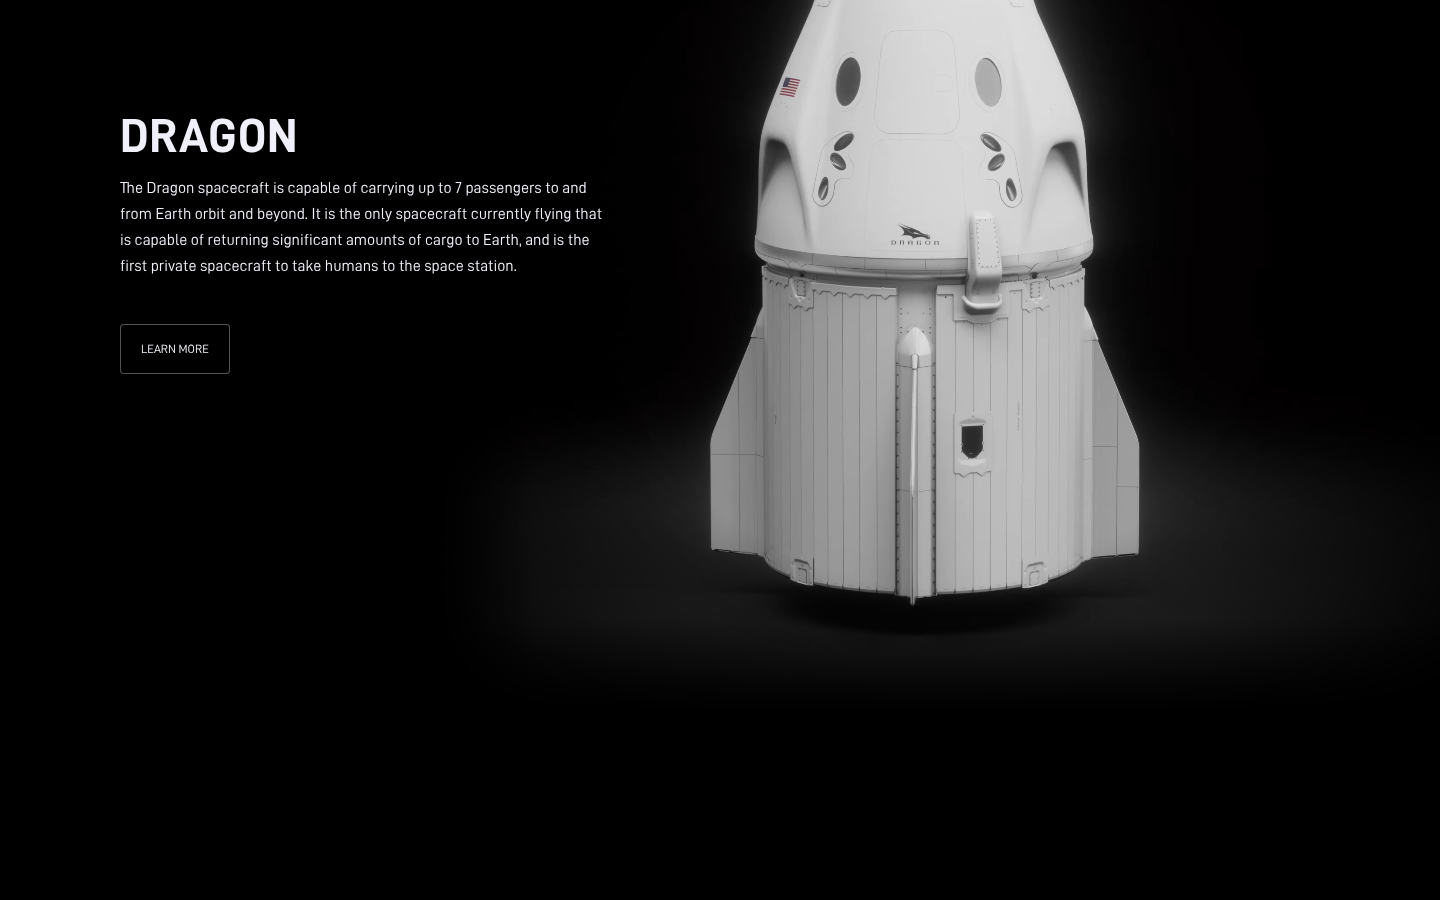 DRAGON
The Dragon spacecraft is capable of carrying up to 7 passengers to and
from Earth orbit and beyond. It is the only spacecraft currently flying that
is capable of returning significant amounts of cargo to Earth, and is the
first private spacecraft to take humans to the space station.
LEARN MORE
DRAGON